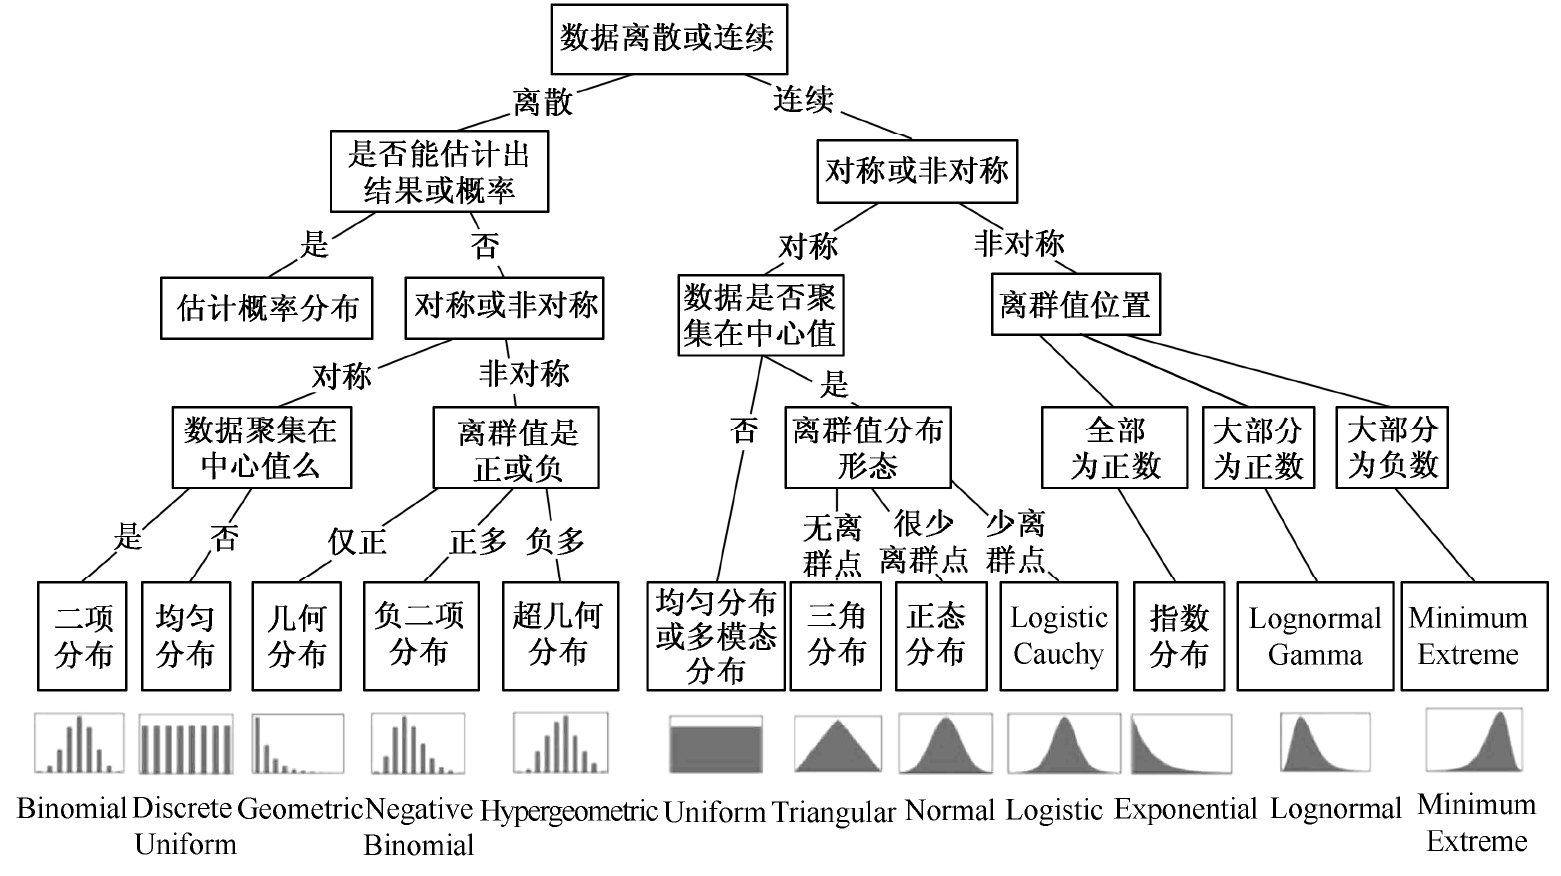 数据离散或连续
离散
连续
是否能估计出
结果或概率
对称或非对称
是
否
对称
非对称
估计概率分布
对称或非对称
数据是否聚
集在中心值
离群值位置
对称
非对称
是
否
数据聚集在
中心值么
离群值是
正或负
离群值分布
形态
全部
为正数
大部分
为正数
大部分
为负数
是
否
仅正
正多
负多
无离
群点
很少
离群点
少离
群点
二项
分布
均匀
分布
几何
分布
负二项
分布
超几何
分布
均匀分布
或多模态
分布
三角
分布
正态
分布
Logistic
Cauchy
指数
分布
Lognormal
Gamma
Minimum
Extreme
Binomial
Discrete
Uniform
Geometric
Negative
Binomial
Hypergeometric
Uniform
Triangular
Normal
Logistic
Exponential
Lognormal
Minimum
Extreme